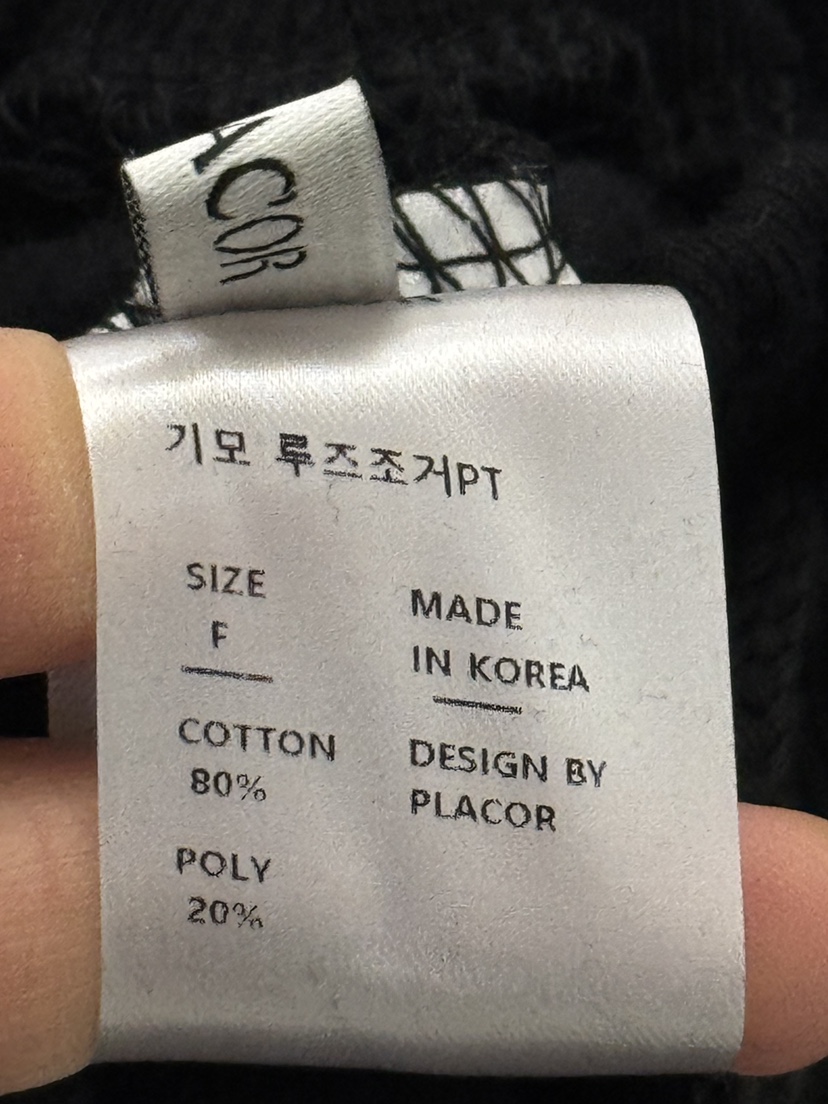 ACOR
기모 루즈조거PT
SIZE
F
COTTON
80%
POLY
20%
MADE
IN KOREA
DESIGN BY
PLACOR